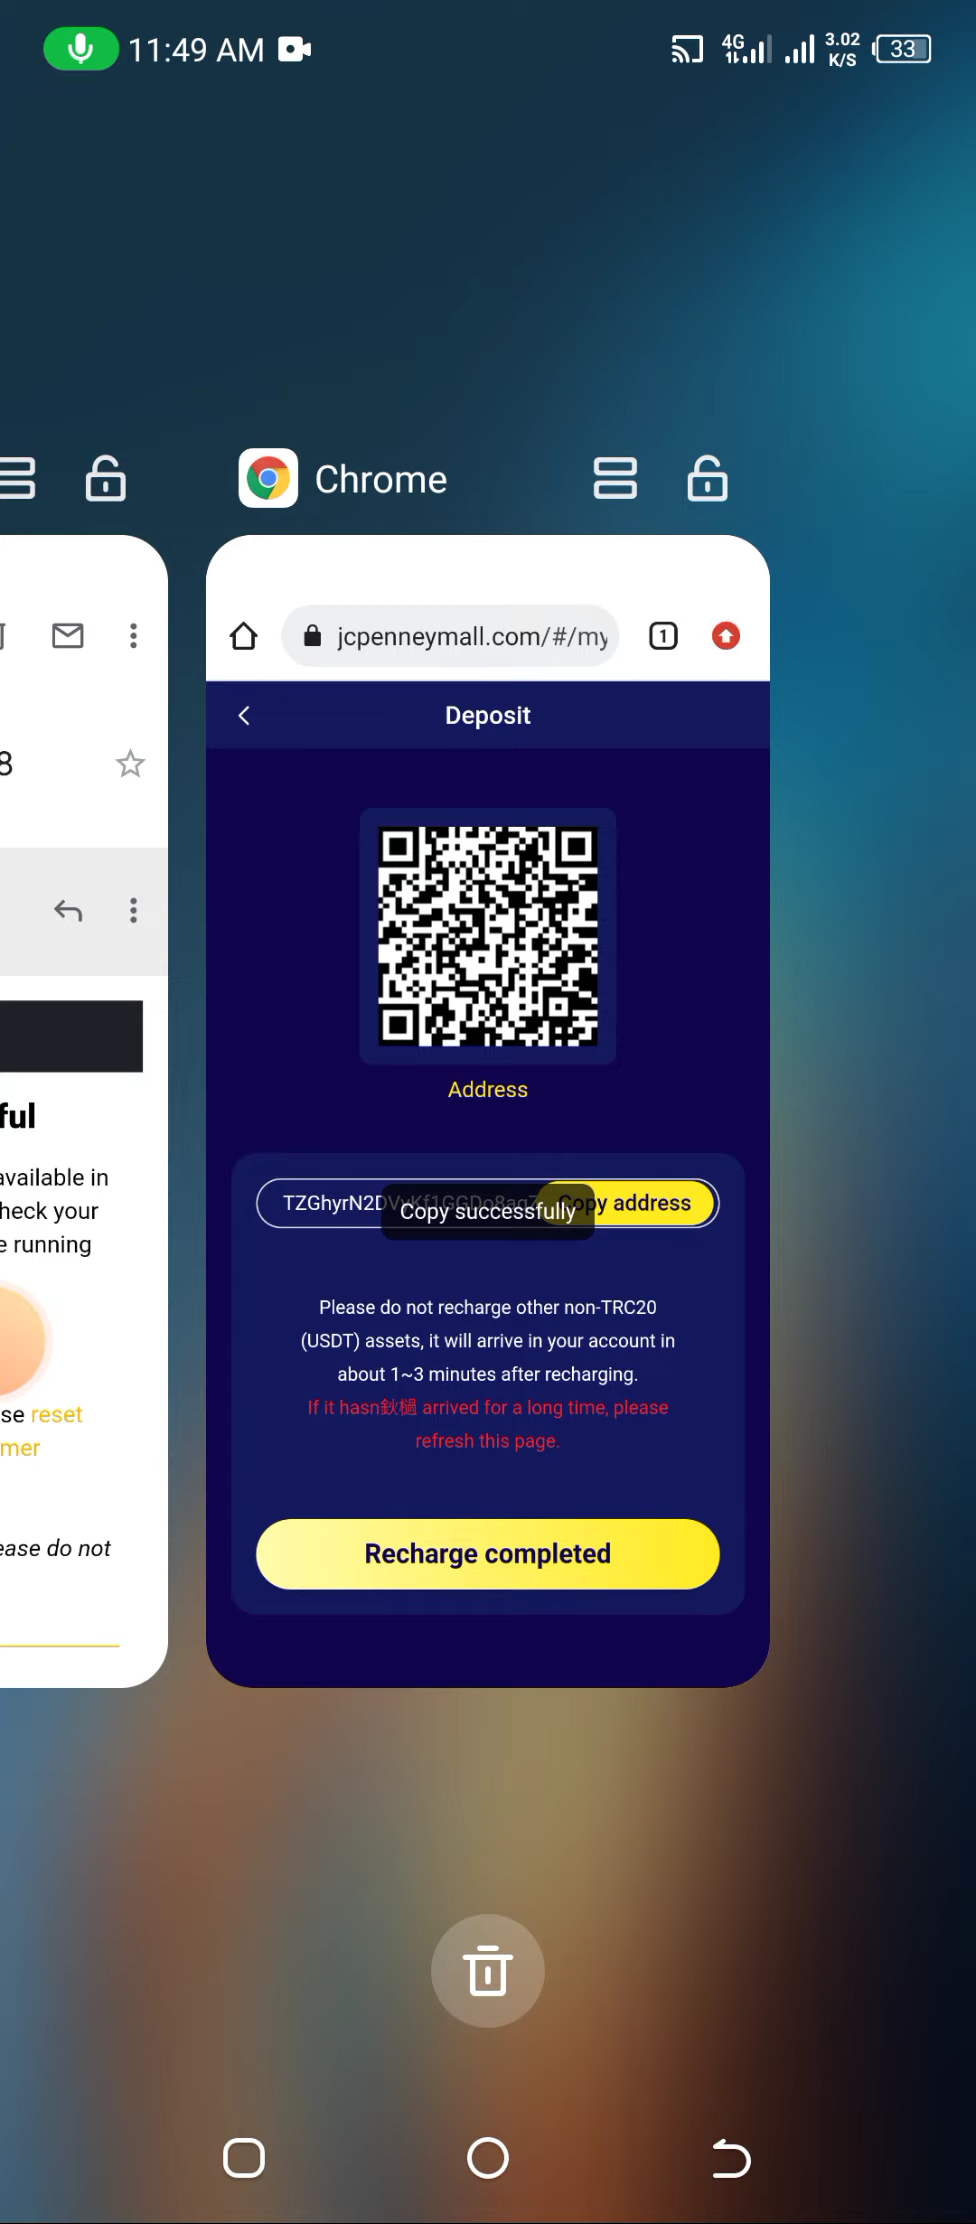 11:49 AM
4G
3.02
K/S
33
Chrome
jcpenneymall.com/#/my
1
8
Deposit
Address
ful
available in
heck your
e running
Copy address
Copy successfully
Please do not recharge other non-TRC20
(USDT) assets, it will arrive in your account in
about 1~3 minutes after recharging.
If it hasn鈥檛 arrived for a long time, please
refresh this page.
se reset
mer
ease do not
Recharge completed